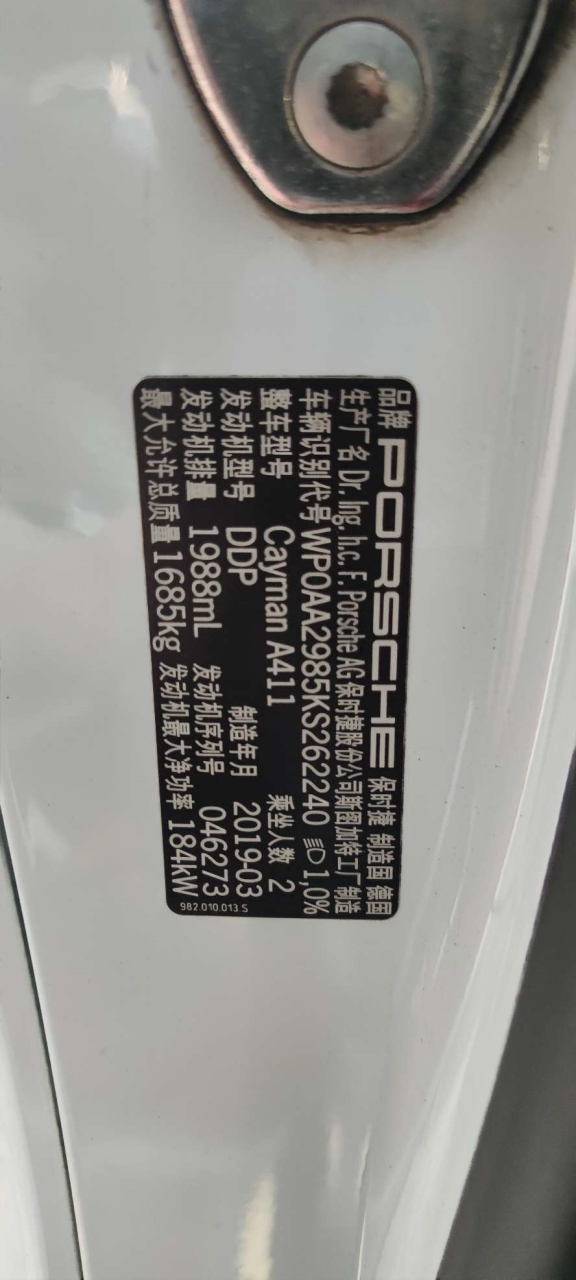 品牌 PORSCHE 保时捷 制造国 德国
生产厂名 Dr. Ing. h.c. F. Porsche AG 保时捷股份公司斯图加特工厂制造
车辆识别代号 WP0AA2985KS262240 1,0%
整车型号 Cayman A411 乘坐人数 2
发动机型号 DDP 制造年月 2019-03
发动机排量 1988mL 发动机序列号 046273
最大允许总质量 1685kg 发动机最大净功率 184kW
982.010.013.S